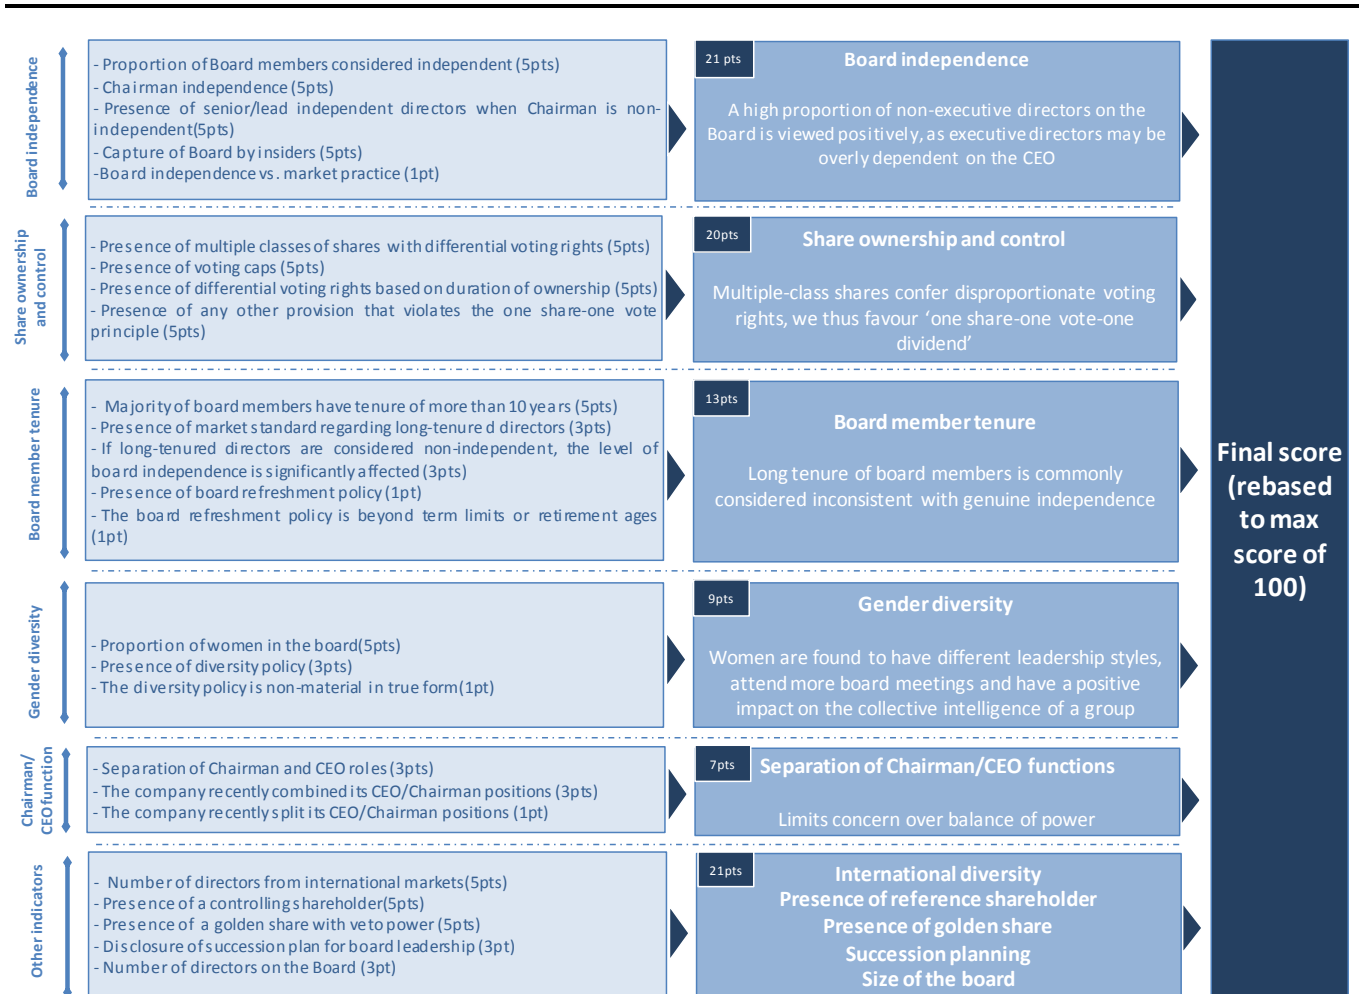 Board independence
- Proportion of Board members considered independent (5pts)
- Chairman independence (5pts)
- Presence of senior/lead independent directors when Chairman is non-
independent(5pts)
- Capture of Board by insiders (5pts)
-Board independence vs. market practice (1pt)
21 pts
Board independence
A high proportion of non-executive directors on the
Board is viewed positively, as executive directors may be
overly dependent on the CEO
Share ownership
and control
- Presence of multiple classes of shares with differential voting rights (5pts)
- Presence of voting caps (5pts)
- Presence of differential voting rights based on duration of ownership (5pts)
- Presence of any other provision that violates the one share-one vote
principle (5pts)
20pts
Share ownership and control
Multiple-class shares confer disproportionate voting
rights, we thus favour ‘one share-one vote-one
dividend’
Board member tenure
- Majority of board members have tenure of more than 10 years (5pts)
- Presence of market standard regarding long-tenured directors (3pts)
- If long-tenured directors are considered non-independent, the level of
board independence is significantly affected (3pts)
- Presence of board refreshment policy (1pt)
- The board refreshment policy is beyond term limits or retirement ages
(1pt)
13pts
Board member tenure
Long tenure of board members is commonly
considered inconsistent with genuine independence
Gender diversity
- Proportion of women in the board(5pts)
- Presence of diversity policy (3pts)
- The diversity policy is non-material in true form(1pt)
9pts
Gender diversity
Women are found to have different leadership styles,
attend more board meetings and have a positive
impact on the collective intelligence of a group
Chairman/
CEO function
- Separation of Chairman and CEO roles (3pts)
- The company recently combined its CEO/Chairman positions (3pts)
- The company recently split its CEO/Chairman positions (1pt)
7pts
Separation of Chairman/CEO functions
Limits concern over balance of power
Other indicators
- Number of directors from international markets(5pts)
- Presence of a controlling shareholder(5pts)
- Presence of a golden share with veto power (5pts)
- Disclosure of succession plan for board leadership (3pt)
- Number of directors on the Board (3pt)
21pts
International diversity
Presence of reference shareholder
Presence of golden share
Succession planning
Size of the board
Final score
(rebased
to max
score of
100)